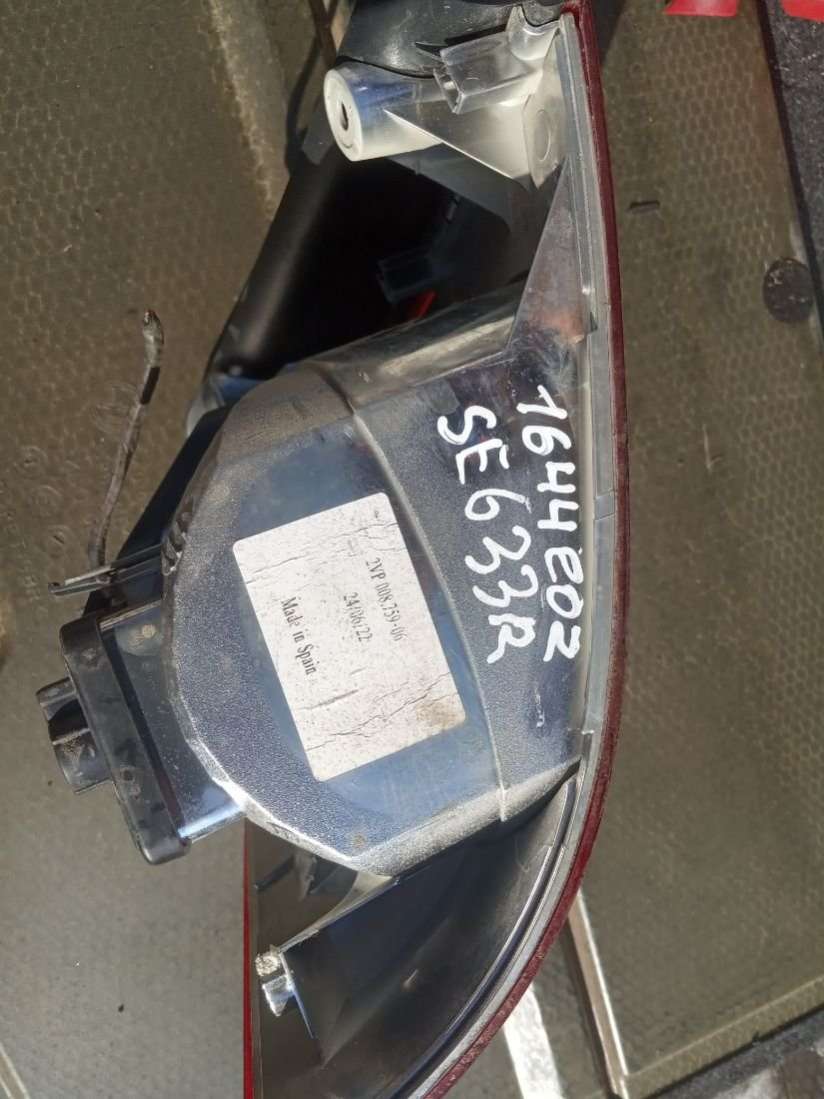 1644E02
SE633R
2VP 008.759-06
24/06/22
Made in Spain